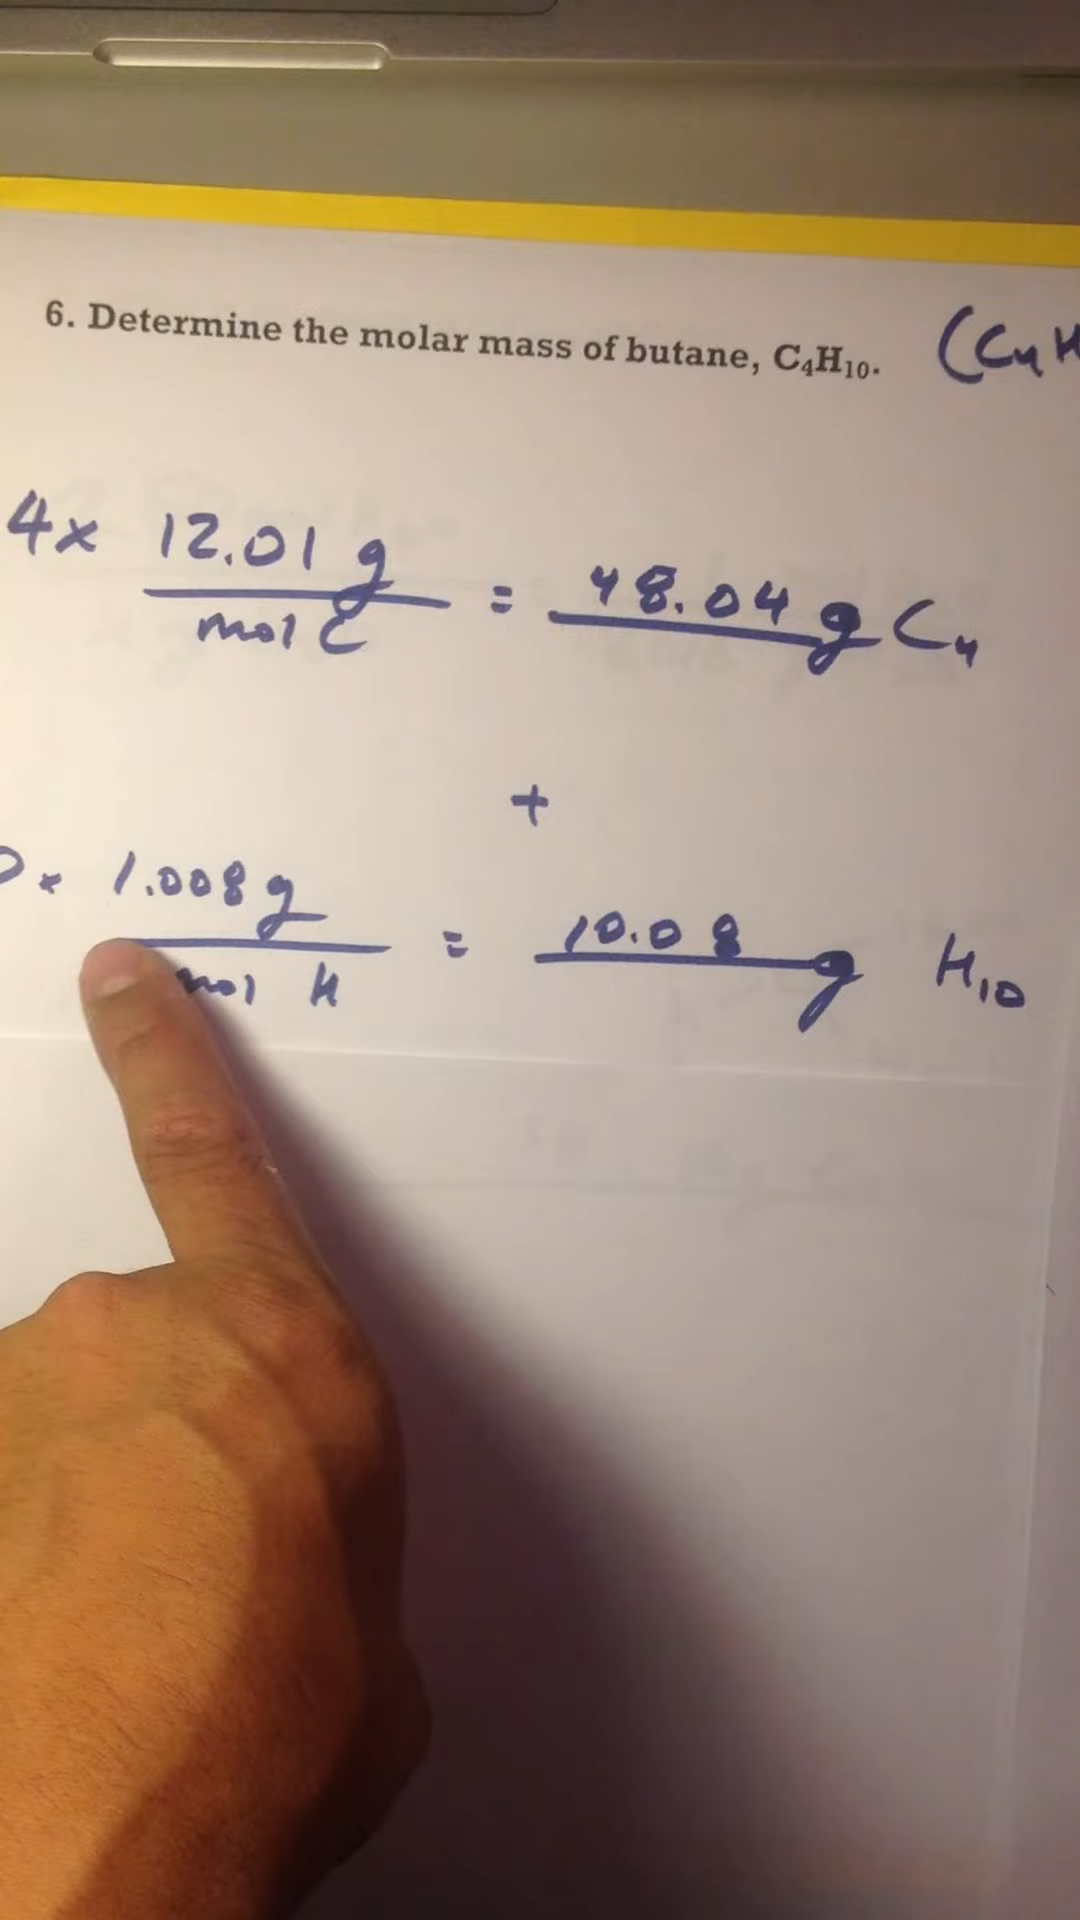 6. Determine the molar mass of butane, C₄H₁₀. (C₄H
4x 12.01 g = 48.04 g C₄
mol C
+
x 1.008 g = 10.08 g H₁₀
mol H